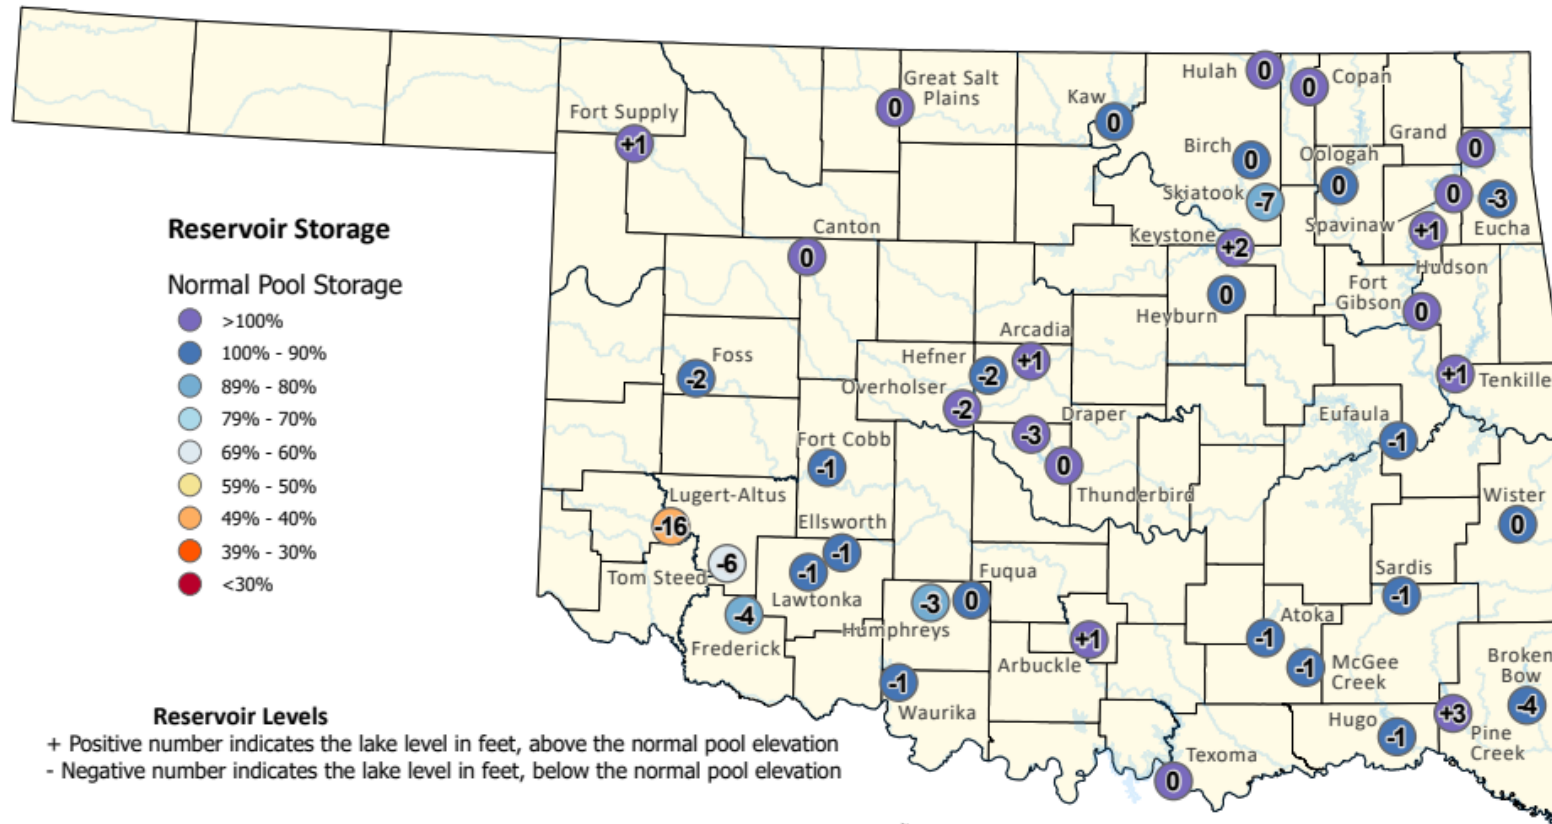 Hulah
0
0
Copan
Great Salt
Plains
0
Kaw
0
Fort Supply
+1
Grand
0
Birch
0
Oologah
0
Skiatook
-7
0
-3
Spavinaw
Eucha
+1
Hudson
Canton
0
Keystone
+2
Reservoir Storage
Normal Pool Storage
>100%
100% - 90%
89% - 80%
79% - 70%
69% - 60%
59% - 50%
49% - 40%
39% - 30%
<30%
0
Heyburn
Fort
Gibson
0
Arcadia
+1
Hefner
-2
Overholser
-2
Foss
-2
+1
Tenkille
Draper
-3
0
Thunderbird
Eufaula
-1
Fort Cobb
-1
Lugert-Altus
-16
Ellsworth
-1
-1
Lawtonka
Tom Steed
-6
-4
Frederick
Wister
0
Sardis
-1
Fuqua
-3
0
Humphreys
Atoka
-1
+1
Arbuckle
-1
McGee
Creek
Broken
Bow
-4
-1
Waurika
Hugo
-1
+3
Pine
Creek
Texoma
0
Reservoir Levels
+ Positive number indicates the lake level in feet, above the normal pool elevation
- Negative number indicates the lake level in feet, below the normal pool elevation